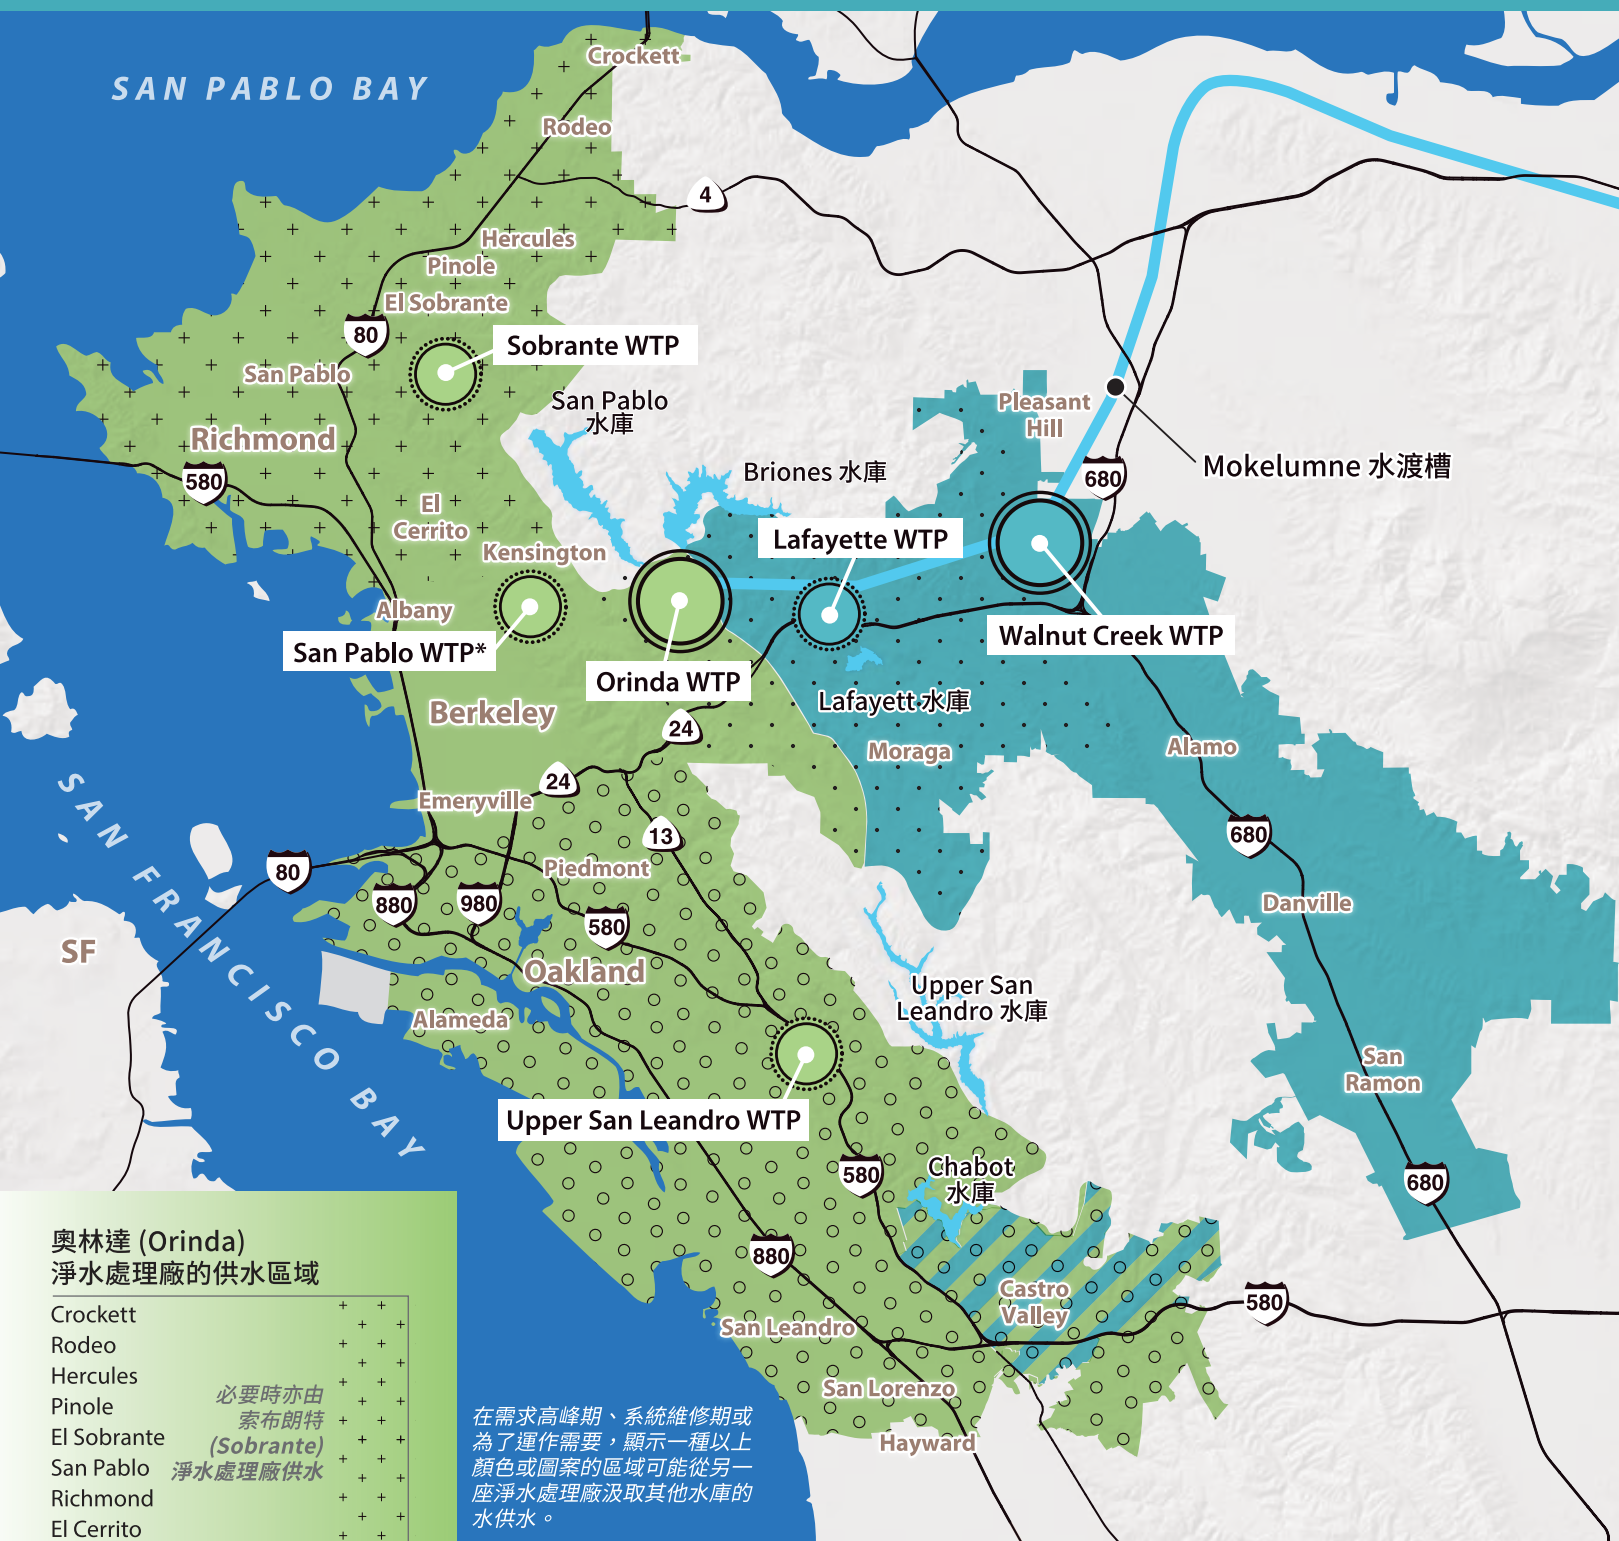 SAN PABLO BAY
Crockett
Rodeo
4
Hercules
Pinole
El Sobrante
80
Sobrante WTP
San Pablo
San Pablo
水庫
Pleasant
Hill
Richmond
580
Briones 水庫
680
Mokelumne 水渡槽
El
Cerrito
Kensington
Lafayette WTP
Albany
San Pablo WTP*
Walnut Creek WTP
Orinda WTP
Berkeley
24
Lafayett 水庫
Moraga
Alamo
24
Emeryville
13
680
80
Piedmont
880
980
580
Danville
SF
SAN FRANCISCO BAY
Oakland
Upper San
Leandro 水庫
Alameda
San
Ramon
Upper San Leandro WTP
580
Chabot
水庫
680
880
Castro
Valley
580
San Leandro
San Lorenzo
Hayward
奧林達 (Orinda)
淨水處理廠的供水區域
Crockett
Rodeo
Hercules
Pinole
El Sobrante
San Pablo
Richmond
El Cerrito
必要時亦由
索布朗特
(Sobrante)
淨水處理廠供水
在需求高峰期、系統維修期或
為了運作需要，顯示一種以上
顏色或圖案的區域可能從另一
座淨水處理廠汲取其他水庫的
水供水。